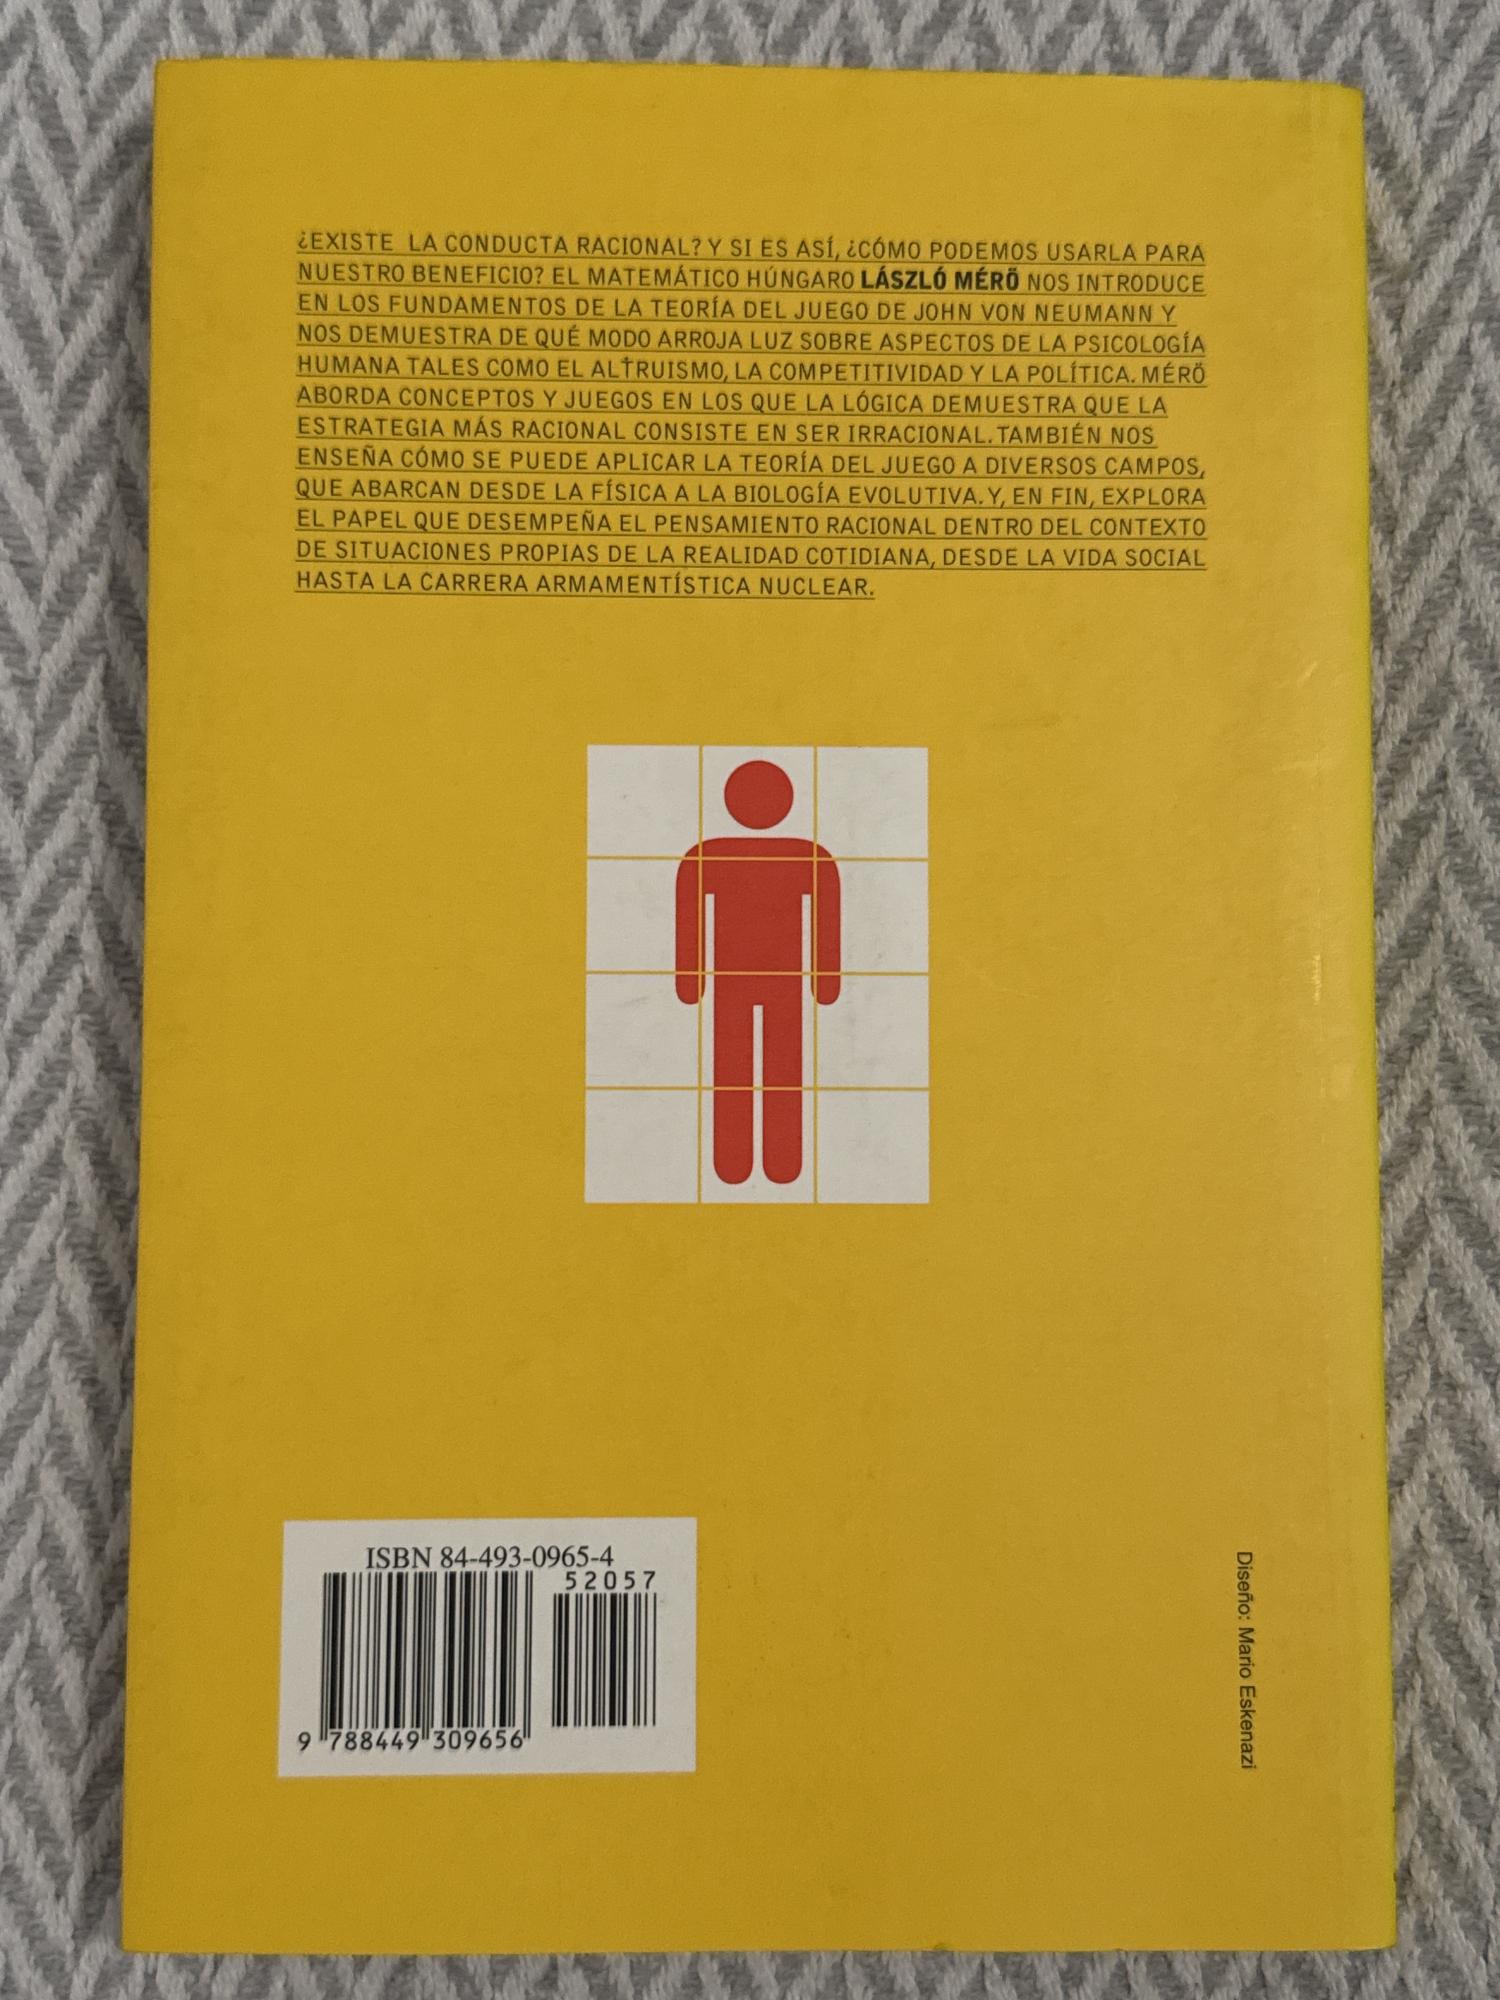 ¿EXISTE LA CONDUCTA RACIONAL? Y SI ES ASÍ, ¿CÓMO PODEMOS USARLA PARA
NUESTRO BENEFICIO? EL MATEMÁTICO HÚNGARO LÁSZLÓ MÉRÖ NOS INTRODUCE
EN LOS FUNDAMENTOS DE LA TEORÍA DEL JUEGO DE JOHN VON NEUMANN Y
NOS DEMUESTRA DE QUÉ MODO ARROJA LUZ SOBRE ASPECTOS DE LA PSICOLOGÍA
HUMANA TALES COMO EL ALTRUISMO, LA COMPETITIVIDAD Y LA POLÍTICA. MÉRÖ
ABORDA CONCEPTOS Y JUEGOS EN LOS QUE LA LÓGICA DEMUESTRA QUE LA
ESTRATEGIA MÁS RACIONAL CONSISTE EN SER IRRACIONAL. TAMBIÉN NOS
ENSEÑA CÓMO SE PUEDE APLICAR LA TEORÍA DEL JUEGO A DIVERSOS CAMPOS,
QUE ABARCAN DESDE LA FÍSICA A LA BIOLOGÍA EVOLUTIVA. Y, EN FIN, EXPLORA
EL PAPEL QUE DESEMPEÑA EL PENSAMIENTO RACIONAL DENTRO DEL CONTEXTO
DE SITUACIONES PROPIAS DE LA REALIDAD COTIDIANA, DESDE LA VIDA SOCIAL
HASTA LA CARRERA ARMAMENTÍSTICA NUCLEAR.
ISBN 84-493-0965-4
52057
9 788449 309656
Diseño: Mario Eskenazi